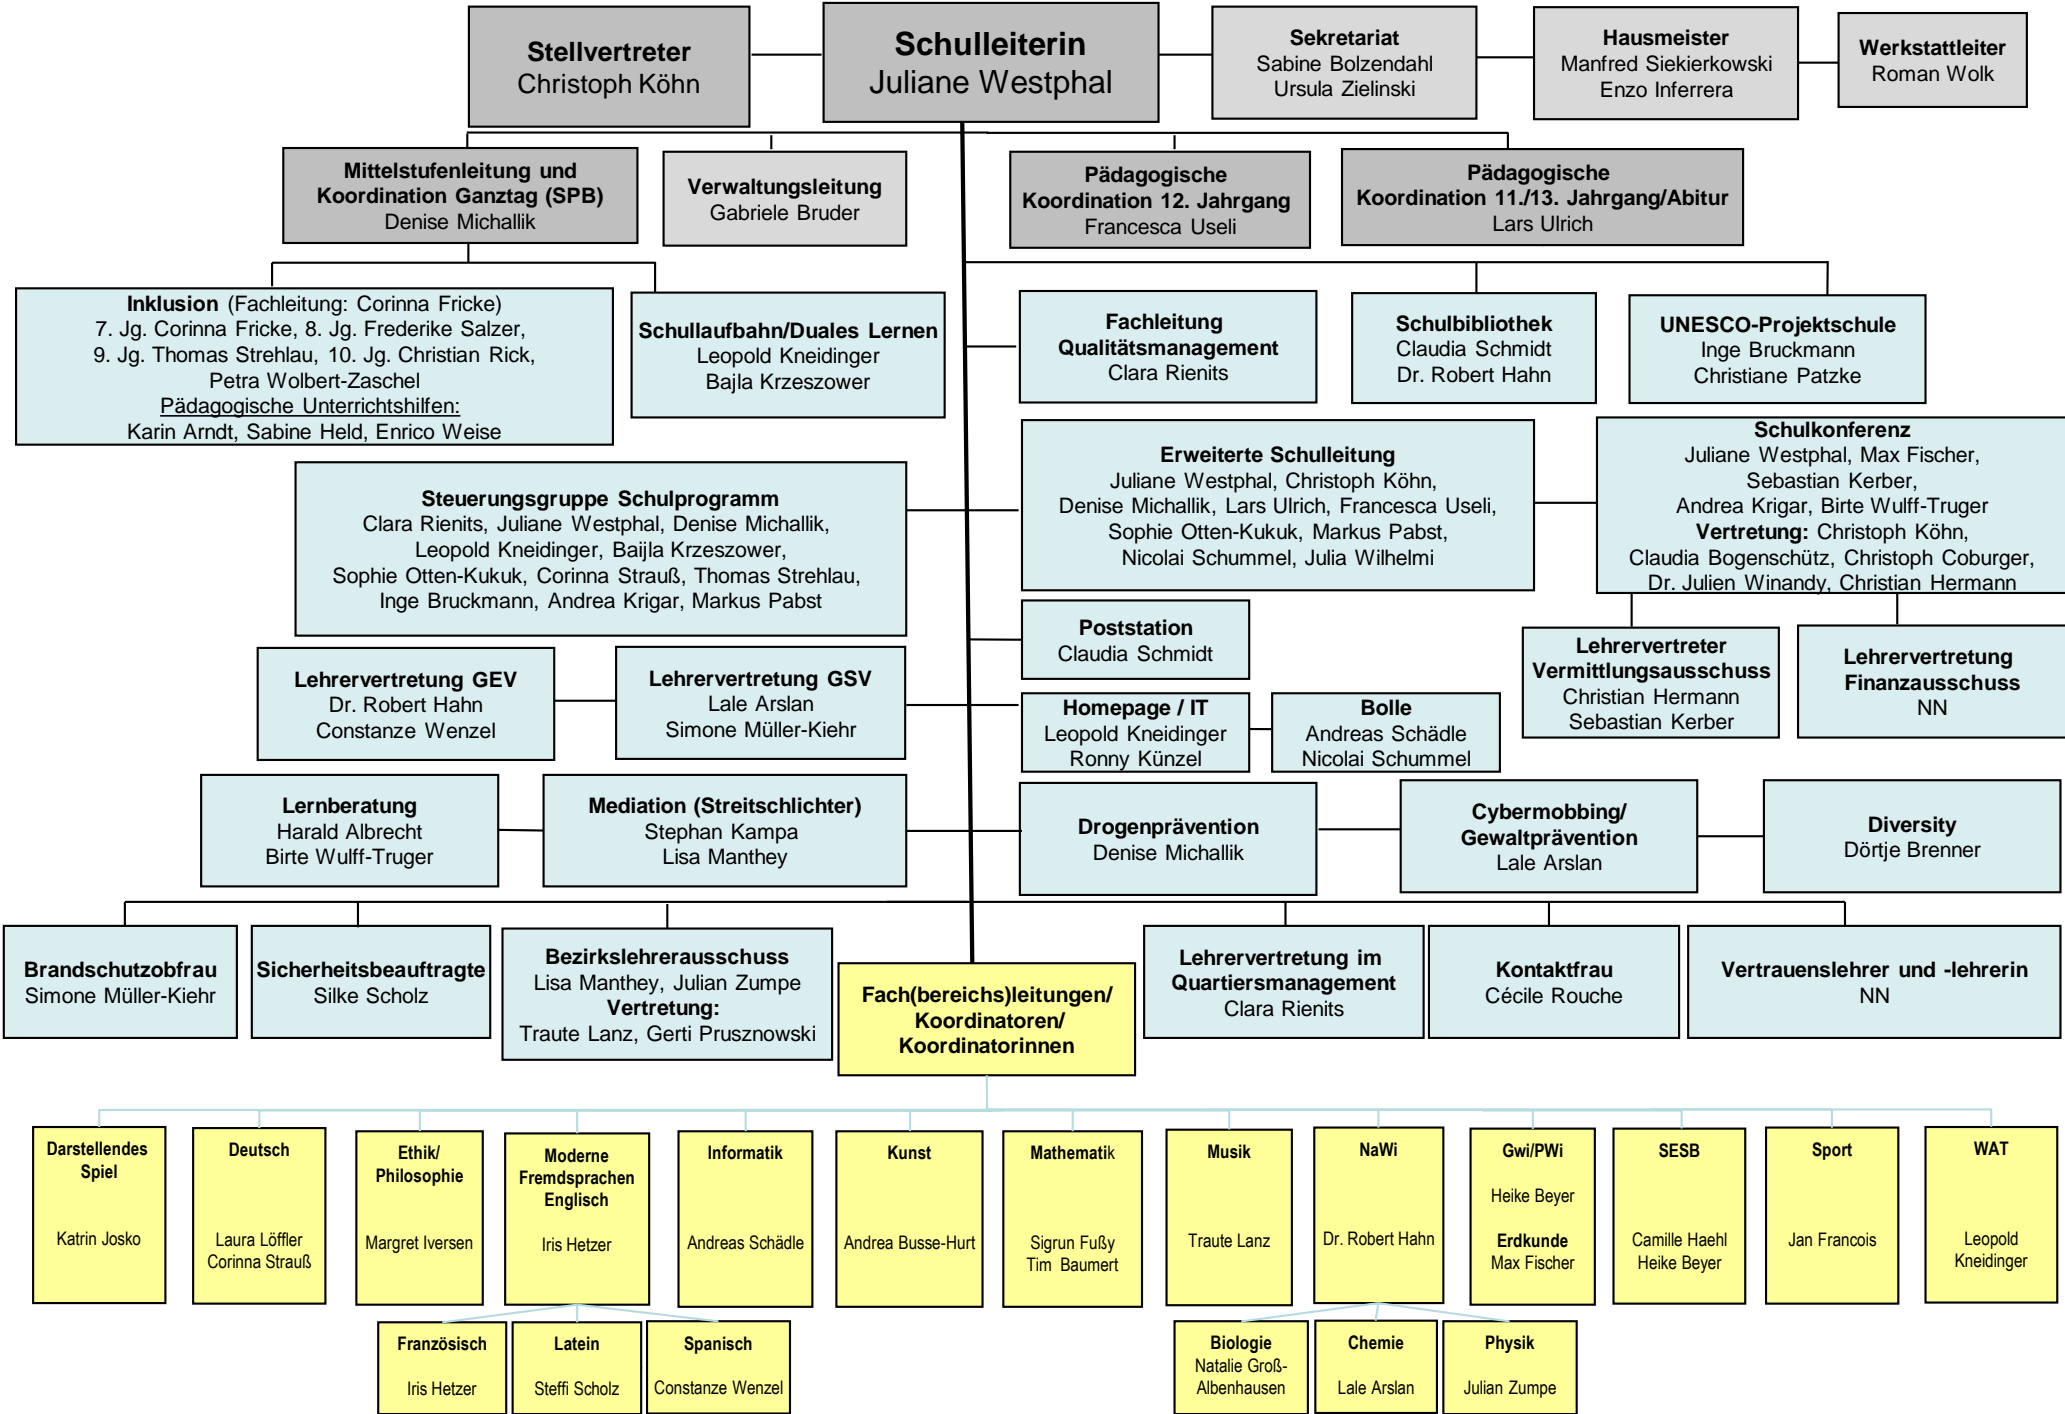 Stellvertreter
Christoph Köhn
Schulleiterin
Juliane Westphal
Sekretariat
Sabine Bolzendahl
Ursula Zielinski
Hausmeister
Manfred Siekierkowski
Enzo Inferrera
Werkstattleiter
Roman Wolk
Mittelstufenleitung und
Koordination Ganztag (SPB)
Denise Michallik
Verwaltungsleitung
Gabriele Bruder
Pädagogische
Koordination 12. Jahrgang
Francesca Useli
Pädagogische
Koordination 11./13. Jahrgang/Abitur
Lars Ulrich
Inklusion (Fachleitung: Corinna Fricke)
7. Jg. Corinna Fricke, 8. Jg. Frederike Salzer,
9. Jg. Thomas Strehlau, 10. Jg. Christian Rick,
Petra Wolbert-Zaschel
Pädagogische Unterrichtshilfen:
Karin Arndt, Sabine Held, Enrico Weise
Schullaufbahn/Duales Lernen
Leopold Kneidinger
Bajla Krzeszower
Fachleitung
Qualitätsmanagement
Clara Rienits
Schulbibliothek
Claudia Schmidt
Dr. Robert Hahn
UNESCO-Projektschule
Inge Bruckmann
Christiane Patzke
Steuerungsgruppe Schulprogramm
Clara Rienits, Juliane Westphal, Denise Michallik,
Leopold Kneidinger, Baijla Krzeszower,
Sophie Otten-Kukuk, Corinna Strauß, Thomas Strehlau,
Inge Bruckmann, Andrea Krigar, Markus Pabst
Erweiterte Schulleitung
Juliane Westphal, Christoph Köhn,
Denise Michallik, Lars Ulrich, Francesca Useli,
Sophie Otten-Kukuk, Markus Pabst,
Nicolai Schummel, Julia Wilhelmi
Schulkonferenz
Juliane Westphal, Max Fischer,
Sebastian Kerber,
Andrea Krigar, Birte Wulff-Truger
Vertretung: Christoph Köhn,
Claudia Bogenschütz, Christoph Coburger,
Dr. Julien Winandy, Christian Hermann
Poststation
Claudia Schmidt
Lehrervertreter
Vermittlungsausschuss
Christian Hermann
Sebastian Kerber
Lehrervertretung
Finanzausschuss
NN
Lehrervertretung GEV
Dr. Robert Hahn
Constanze Wenzel
Lehrervertretung GSV
Lale Arslan
Simone Müller-Kiehr
Homepage / IT
Leopold Kneidinger
Ronny Künzel
Bolle
Andreas Schädle
Nicolai Schummel
Lernberatung
Harald Albrecht
Birte Wulff-Truger
Mediation (Streitschlichter)
Stephan Kampa
Lisa Manthey
Drogenprävention
Denise Michallik
Cybermobbing/
Gewaltprävention
Lale Arslan
Diversity
Dörtje Brenner
Brandschutzobfrau
Simone Müller-Kiehr
Sicherheitsbeauftragte
Silke Scholz
Bezirkslehrerausschuss
Lisa Manthey, Julian Zumpe
Vertretung:
Traute Lanz, Gerti Prusznowski
Fach(bereichs)leitungen/
Koordinatoren/
Koordinatorinnen
Lehrervertretung im
Quartiersmanagement
Clara Rienits
Kontaktfrau
Cécile Rouche
Vertrauenslehrer und -lehrerin
NN
Darstellendes
Spiel
Katrin Josko
Deutsch
Laura Löffler
Corinna Strauß
Ethik/
Philosophie
Margret Iversen
Moderne
Fremdsprachen
Englisch
Iris Hetzer
Informatik
Andreas Schädle
Kunst
Andrea Busse-Hurt
Mathematik
Sigrun Fußy
Tim Baumert
Musik
Traute Lanz
NaWi
Dr. Robert Hahn
Gwi/PWi
Heike Beyer
Erdkunde
Max Fischer
SESB
Camille Haehl
Heike Beyer
Sport
Jan Francois
WAT
Leopold
Kneidinger
Französisch
Iris Hetzer
Latein
Steffi Scholz
Spanisch
Constanze Wenzel
Biologie
Natalie Groß-
Albenhausen
Chemie
Lale Arslan
Physik
Julian Zumpe